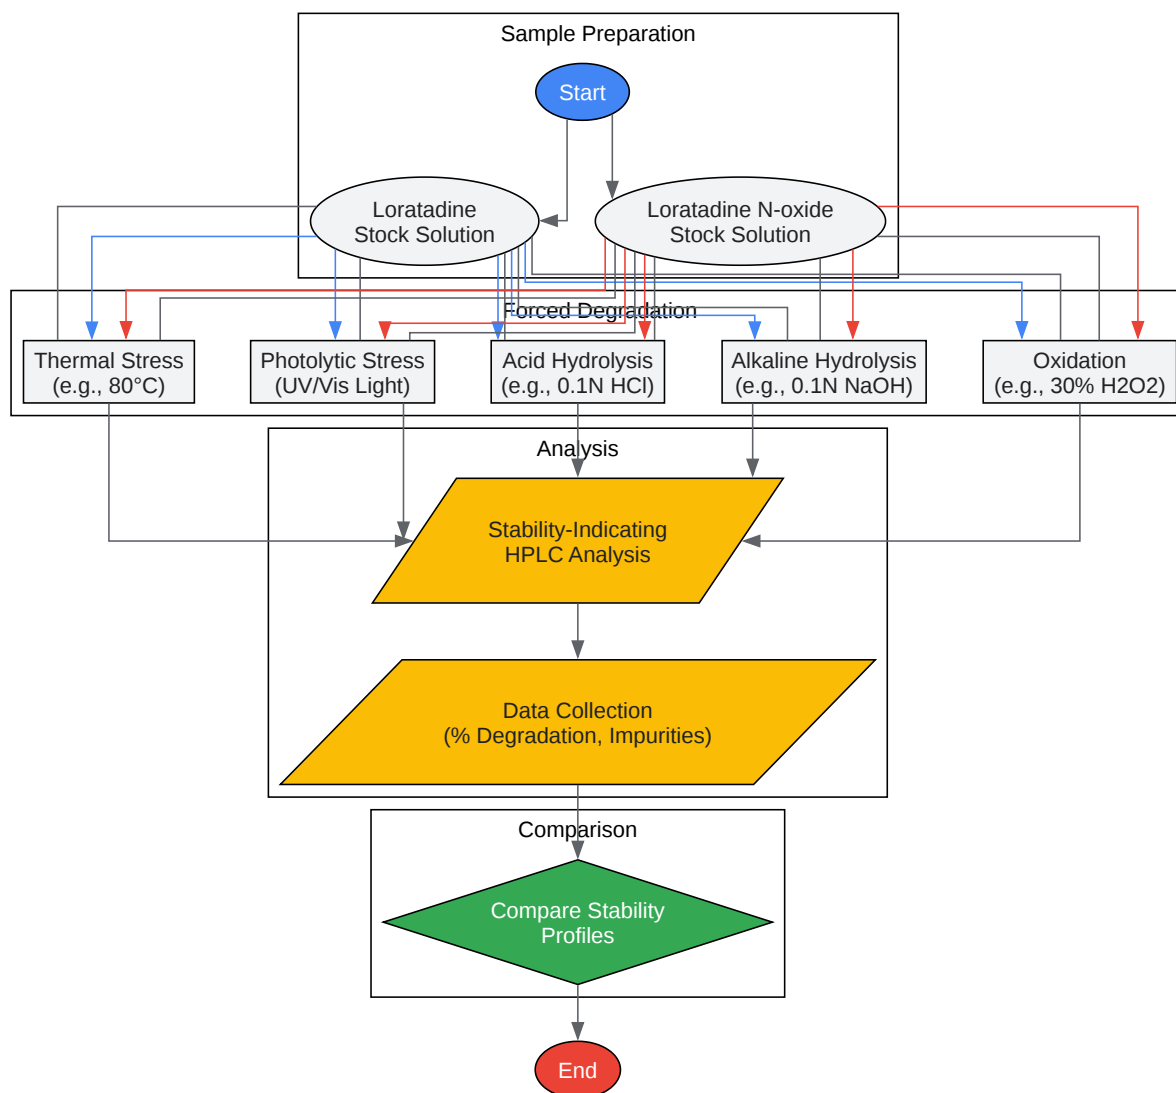 Sample Preparation
Start
Loratadine
Stock Solution
Loratadine N-oxide
Stock Solution
Forced Degradation
Thermal Stress
(e.g., 80°C)
Photolytic Stress
(UV/Vis Light)
Acid Hydrolysis
(e.g., 0.1N HCl)
Alkaline Hydrolysis
(e.g., 0.1N NaOH)
Oxidation
(e.g., 30% H2O2)
Analysis
Stability-Indicating
HPLC Analysis
Data Collection
(% Degradation, Impurities)
Comparison
Compare Stability
Profiles
End